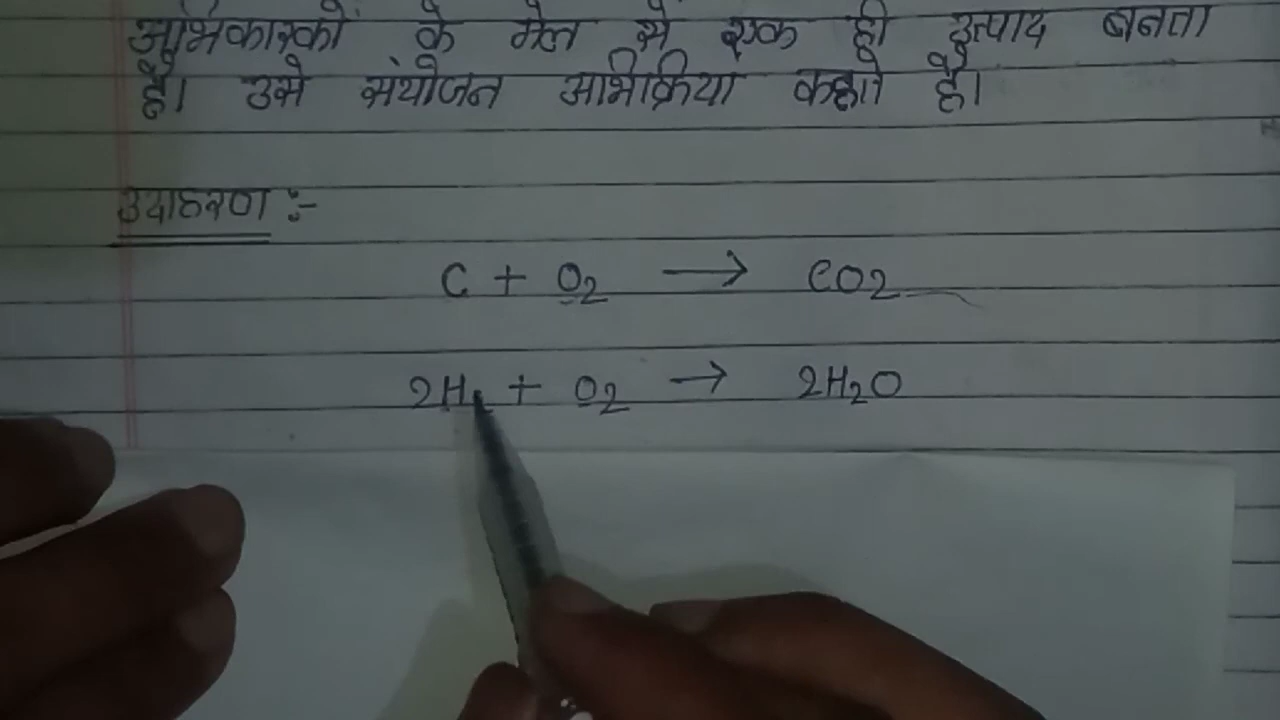 अभिकारकों के मेल से एक ही उत्पाद बनता
है। उसे संयोजन अभिक्रिया कहते है।
उदाहरण :-
C + O2 → CO2
2H2 + O2 → 2H2O